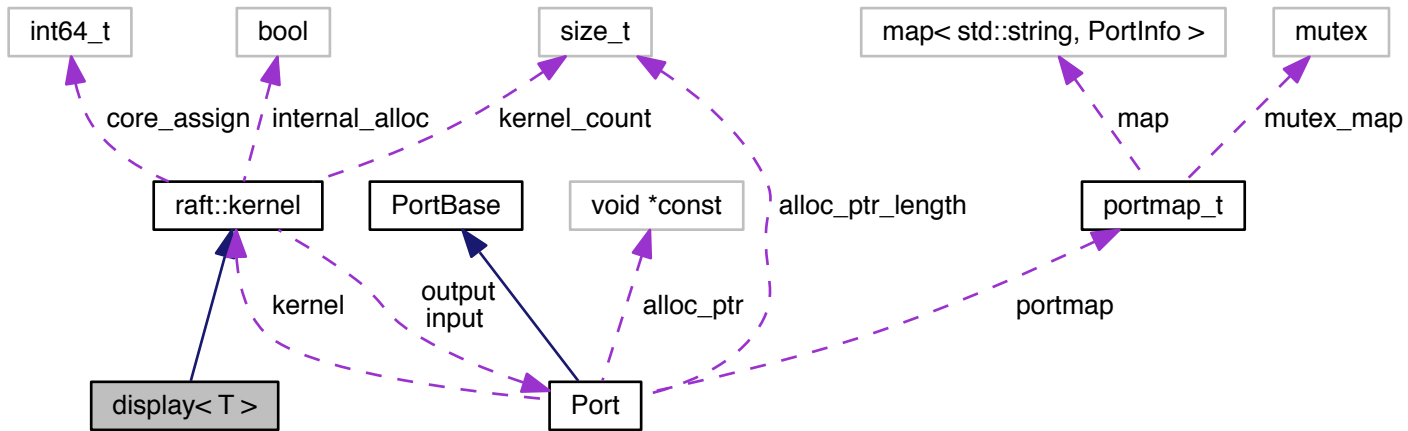 int64_t
bool
size_t
map< std::string, PortInfo >
mutex
core_assign
internal_alloc
kernel_count
map
mutex_map
raft::kernel
PortBase
void *const
alloc_ptr_length
portmap_t
kernel
output
input
alloc_ptr
portmap
display< T >
Port